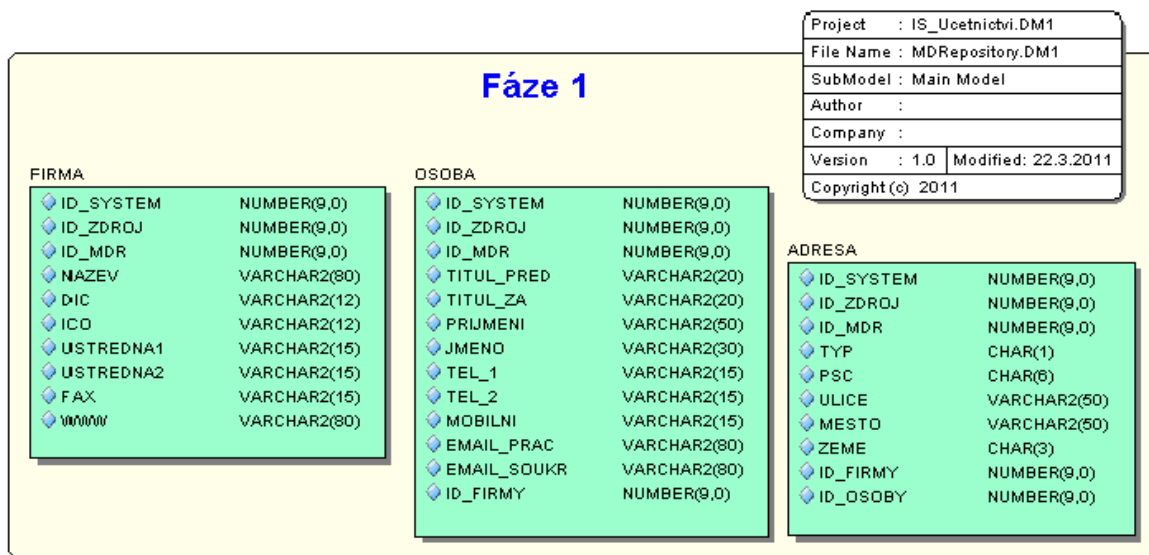 Project : IS_Ucetnictvi.DM1
File Name : MDRepository.DM1
SubModel : Main Model
Author :
Company :
Version : 1.0 Modified: 22.3.2011
Copyright (c) 2011
Fáze 1
FIRMA
ID_SYSTEM NUMBER(9,0)
ID_ZDROJ NUMBER(9,0)
ID_MDR NUMBER(9,0)
NAZEV VARCHAR2(80)
DIC VARCHAR2(12)
ICO VARCHAR2(12)
USTREDNA1 VARCHAR2(15)
USTREDNA2 VARCHAR2(15)
FAX VARCHAR2(15)
WWW VARCHAR2(80)
OSOBA
ID_SYSTEM NUMBER(9,0)
ID_ZDROJ NUMBER(9,0)
ID_MDR NUMBER(9,0)
TITUL_PRED VARCHAR2(20)
TITUL_ZA VARCHAR2(20)
PRIJMENI VARCHAR2(50)
JMENO VARCHAR2(30)
TEL_1 VARCHAR2(15)
TEL_2 VARCHAR2(15)
MOBILNI VARCHAR2(15)
EMAIL_PRAC VARCHAR2(80)
EMAIL_SOUKR VARCHAR2(80)
ID_FIRMY NUMBER(9,0)
ADRESA
ID_SYSTEM NUMBER(9,0)
ID_ZDROJ NUMBER(9,0)
ID_MDR NUMBER(9,0)
TYP CHAR(1)
PSC CHAR(6)
ULICE VARCHAR2(50)
MESTO VARCHAR2(50)
ZEME CHAR(3)
ID_FIRMY NUMBER(9,0)
ID_OSOBY NUMBER(9,0)